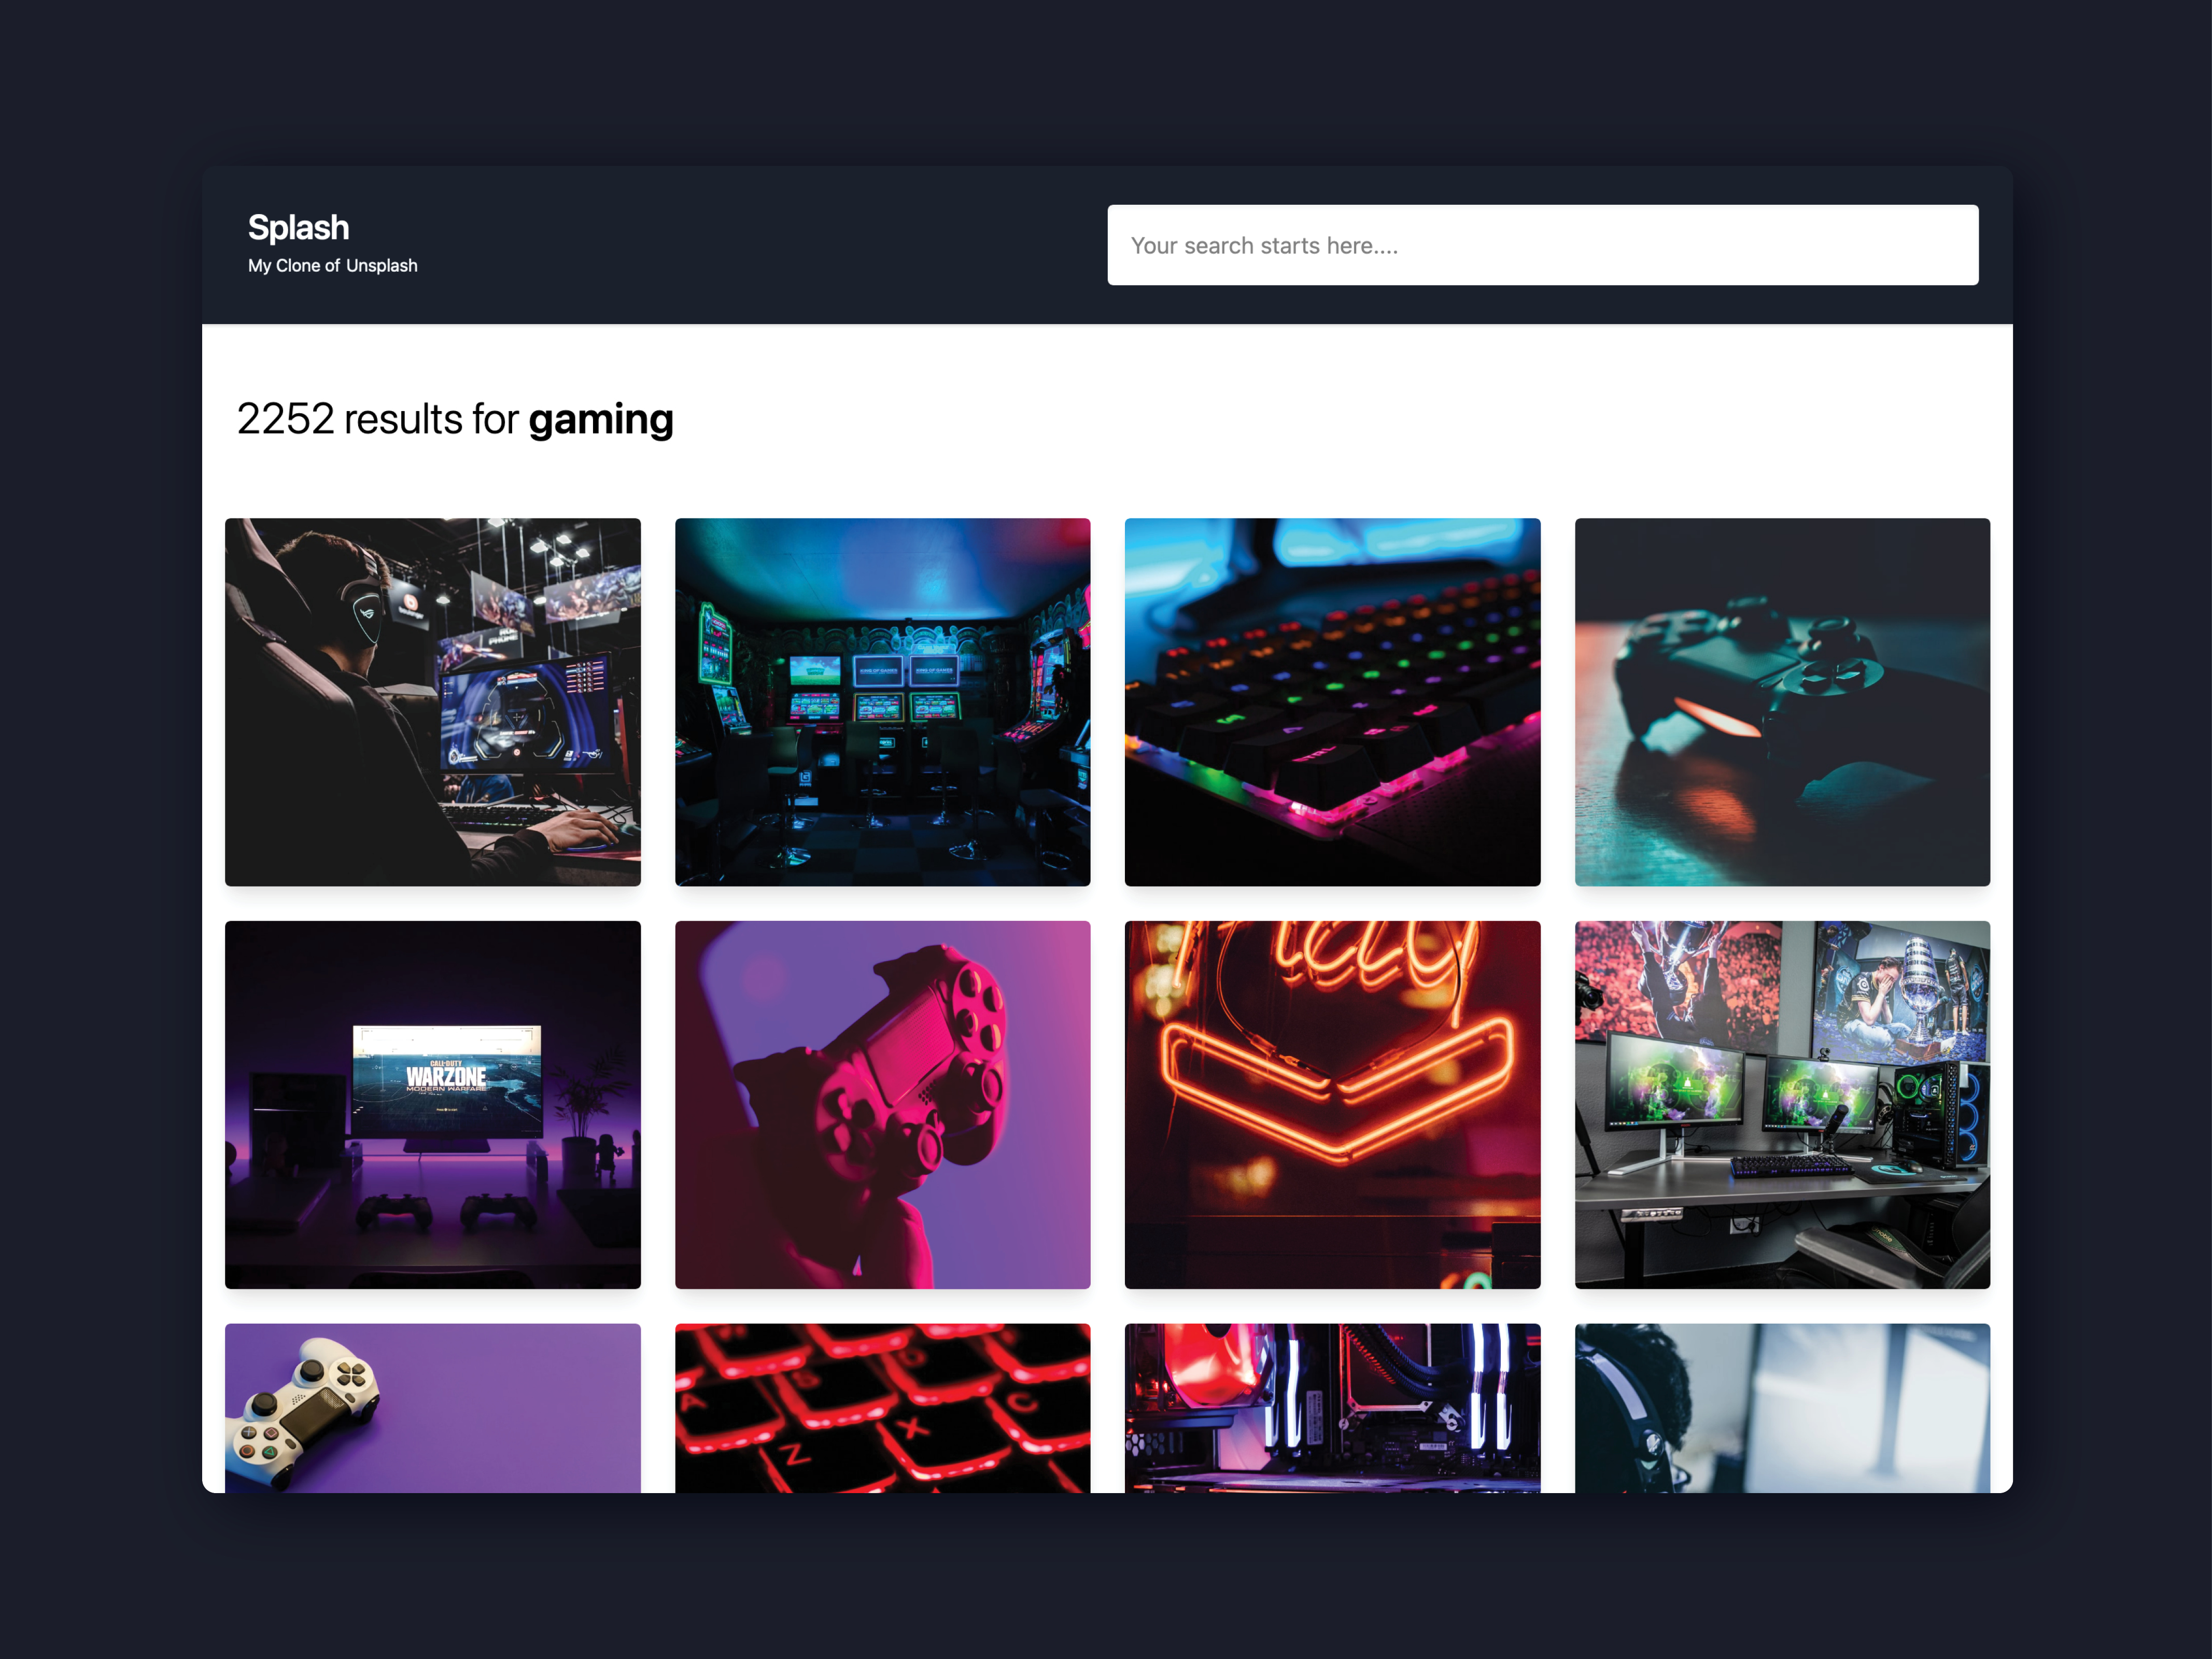 Splash
My Clone of Unsplash
Your search starts here....
2252 results for gaming
CALL OF DUTY
WARZONE
MODERN WARFARE
A
S
D
Z
X
C